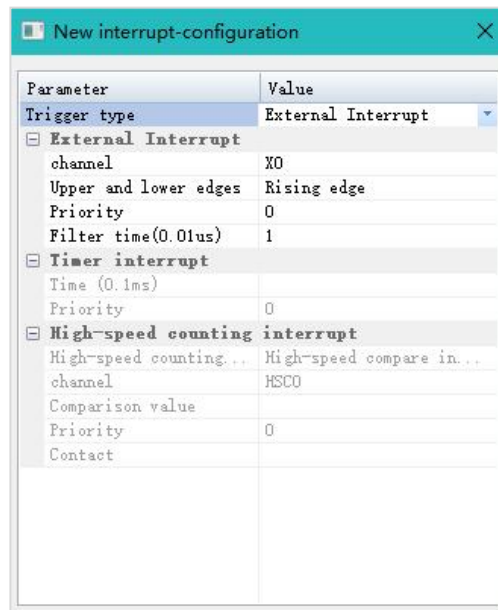 New interrupt-configuration
Parameter Value
Trigger type External Interrupt
External Interrupt
channel X0
Upper and lower edges Rising edge
Priority 0
Filter time(0.01us) 1
Timer interrupt
Time (0.1ms)
Priority 0
High-speed counting interrupt
High-speed counting... High-speed compare in...
channel HSC0
Comparison value
Priority 0
Contact